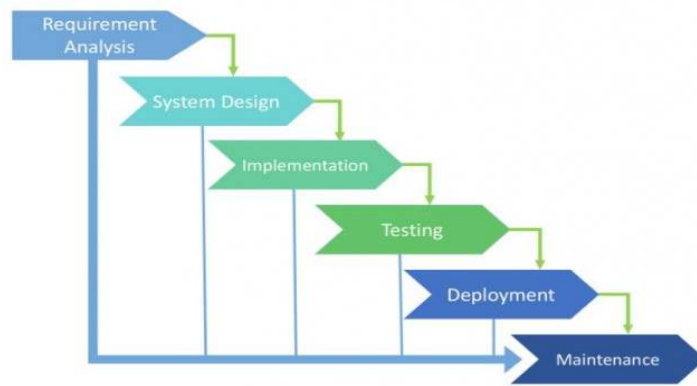 Requirement
Analysis
System Design
Implementation
Testing
Deployment
Maintenance